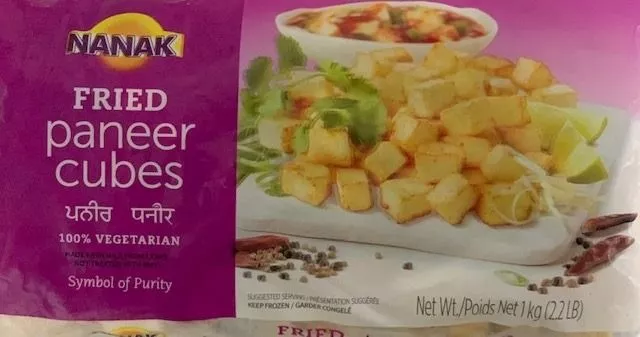 NANAK
FRIED
paneer
cubes
ਪਨੀਰ पनीर
100% VEGETARIAN
Symbol of Purity
SUGGESTED SERVING / PRÉSENTATION SUGGÉRÉE
KEEP FROZEN / GARDER CONGELÉ
Net Wt./Poids Net 1 kg (2.2 LB)
NANAK
FRIED